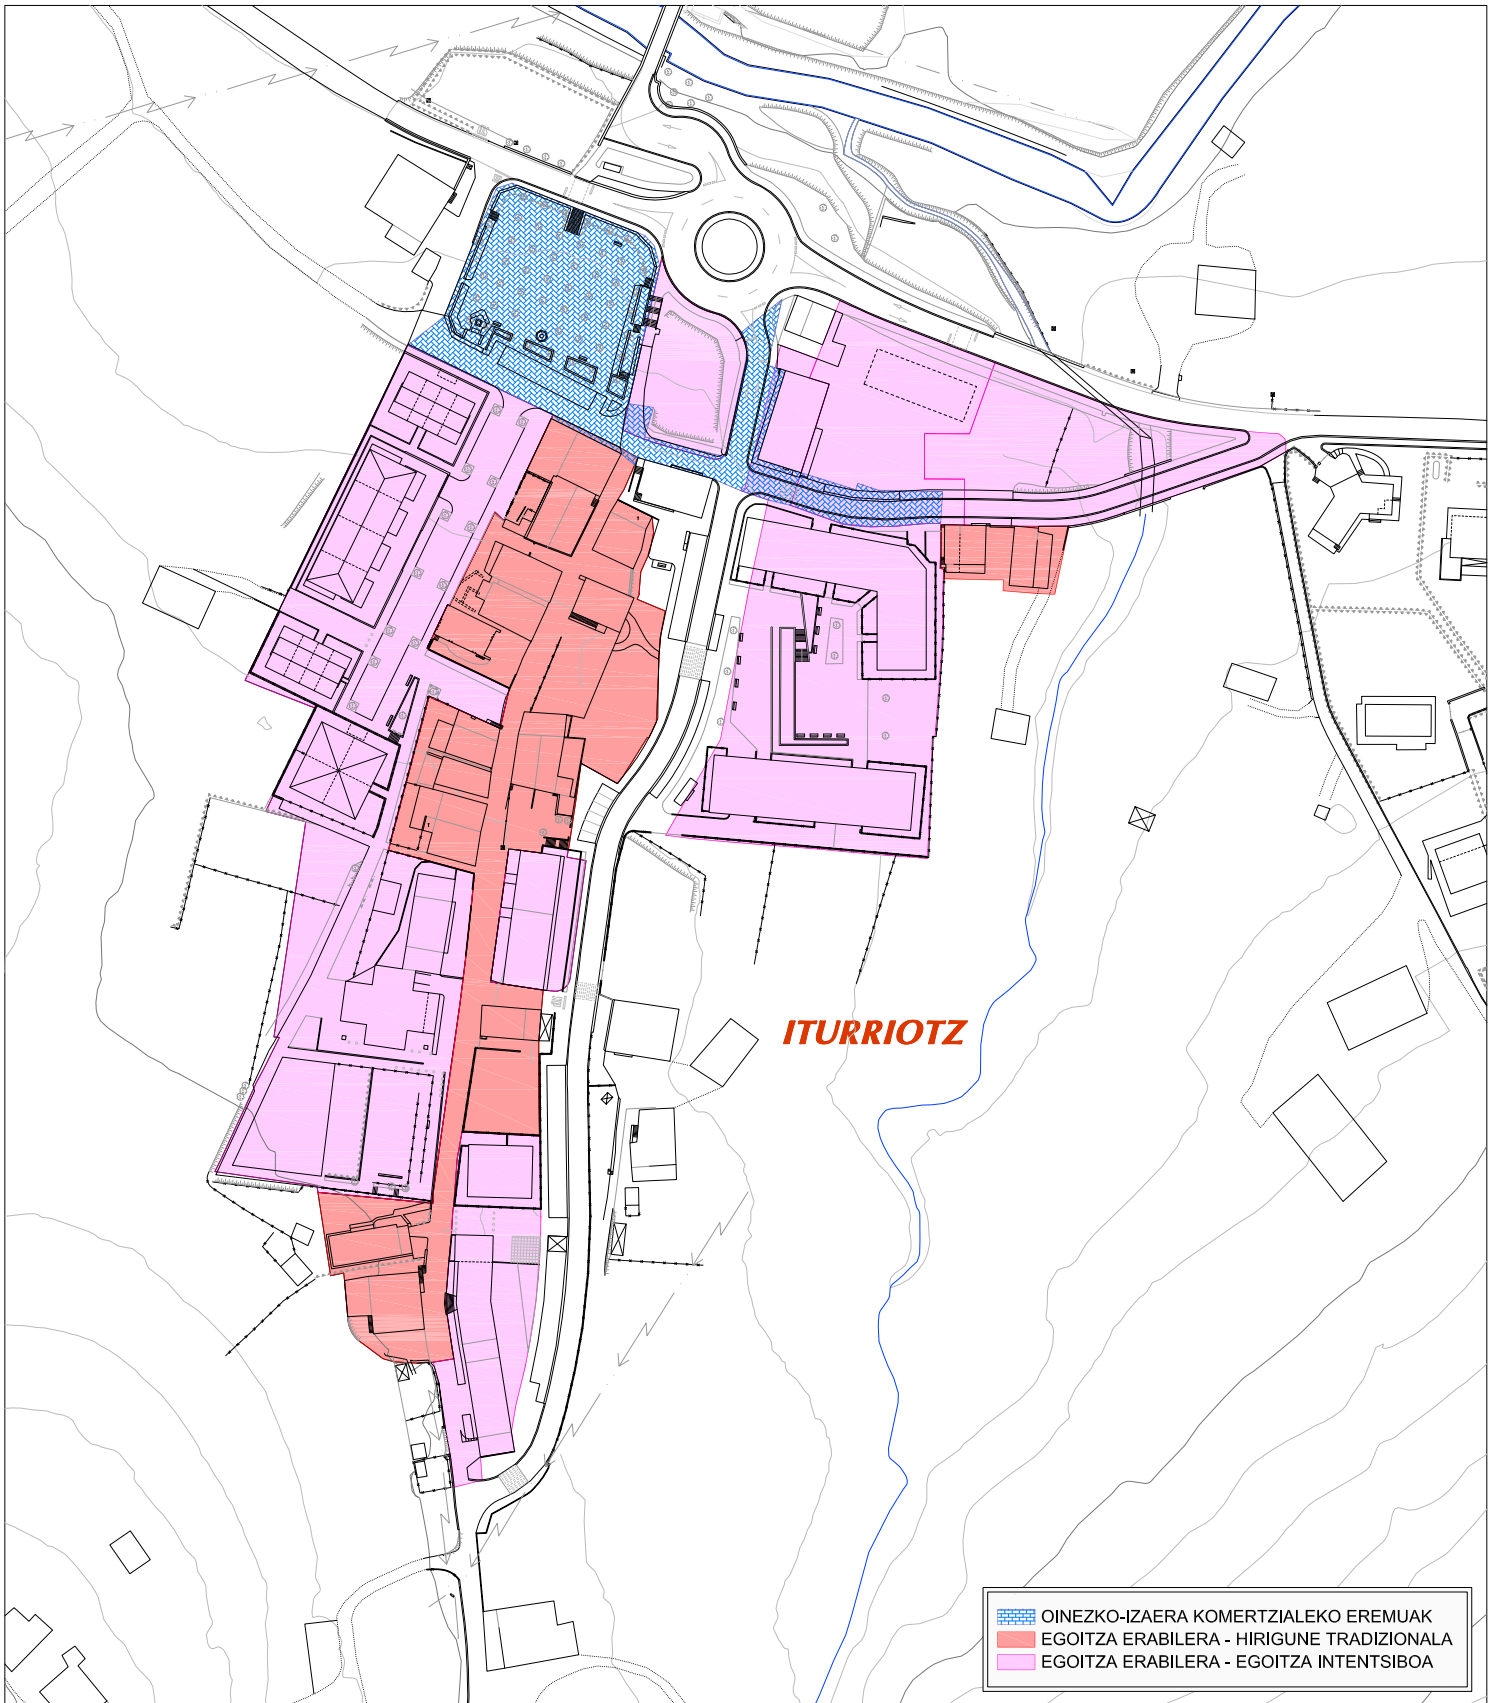 ITURRIOTZ
OINEZKO-IZAERA KOMERTZIALEKO EREMUAK
EGOITZA ERABILERA - HIRIGUNE TRADIZIONALA
EGOITZA ERABILERA - EGOITZA INTENTSIBOA